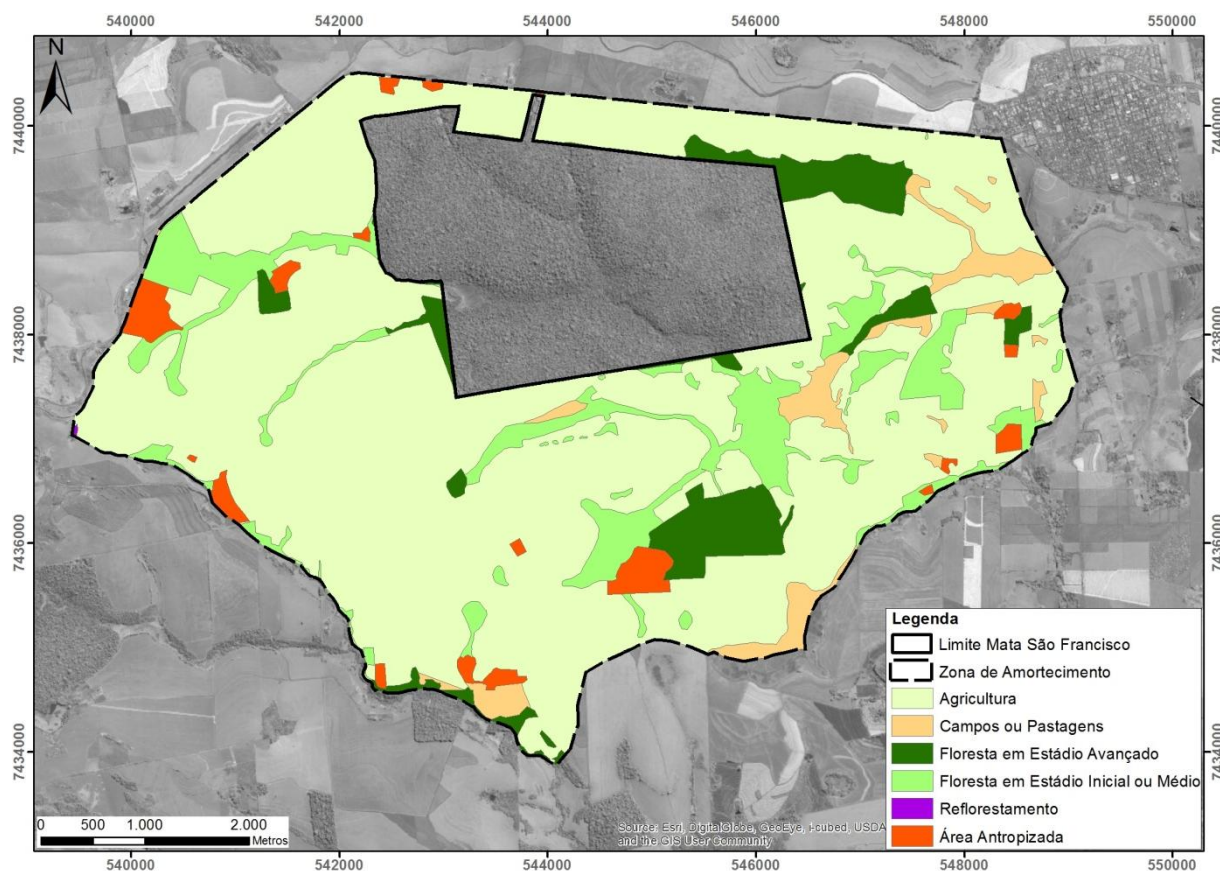 540000 542000 544000 546000 548000 550000
N
7440000 7440000
7438000 7438000
7436000 7436000
7434000 7434000
Legenda
Limite Mata São Francisco
Zona de Amortecimento
Agricultura
Campos ou Pastagens
Floresta em Estádio Avançado
Floresta em Estádio Inicial ou Médio
Reflorestamento
Área Antropizada
0 500 1.000 2.000
Metros
Source: Esri, DigitalGlobe, GeoEye, i-cubed, USDA
and the GIS User Community
540000 542000 544000 546000 548000 550000